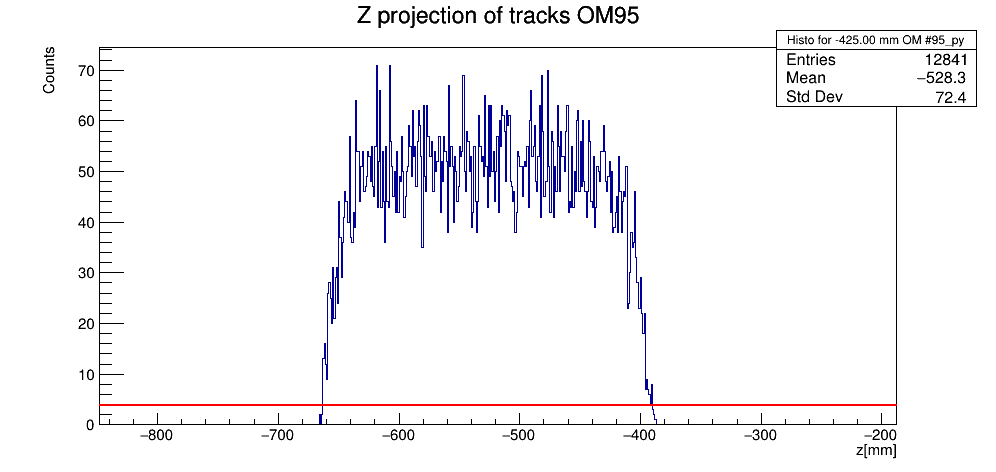 Z projection of tracks OM95
Histo for -425.00 mm OM #95_py
Entries 12841
Mean −528.3
Std Dev 72.4
Counts
70
60
50
40
30
20
10
0
−800 −700 −600 −500 −400 −300 −200
z[mm]